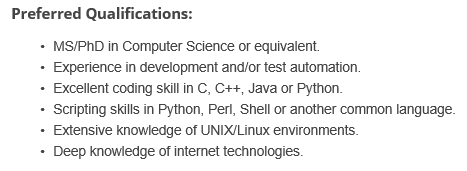 Preferred Qualifications:
• MS/PhD in Computer Science or equivalent.
• Experience in development and/or test automation.
• Excellent coding skill in C, C++, Java or Python.
• Scripting skills in Python, Perl, Shell or another common language.
• Extensive knowledge of UNIX/Linux environments.
• Deep knowledge of internet technologies.